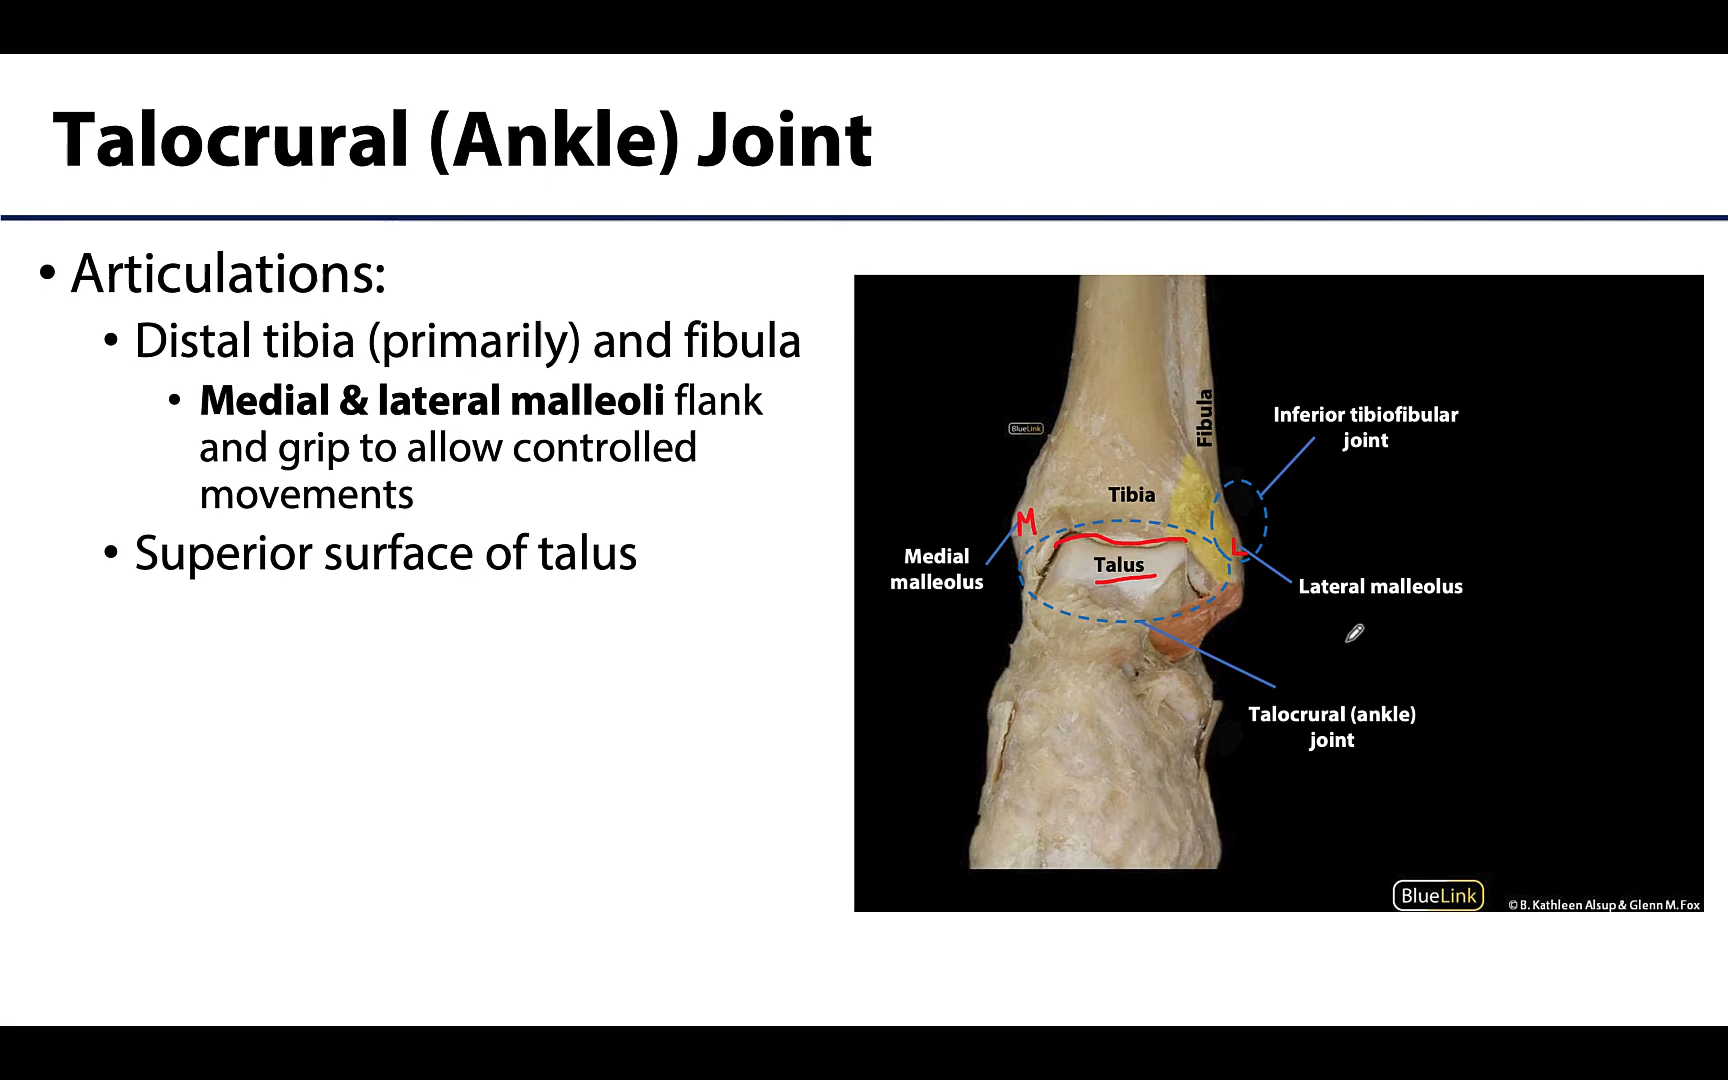 Talocrural (Ankle) Joint
• Articulations:
• Distal tibia (primarily) and fibula
• Medial & lateral malleoli flank
and grip to allow controlled
movements
• Superior surface of talus
Fibula
Inferior tibiofibular
joint
BlueLink
Tibia
M
L
Medial
malleolus
Talus
Lateral malleolus
Talocrural (ankle)
joint
BlueLink
© B. Kathleen Alsup & Glenn M. Fox